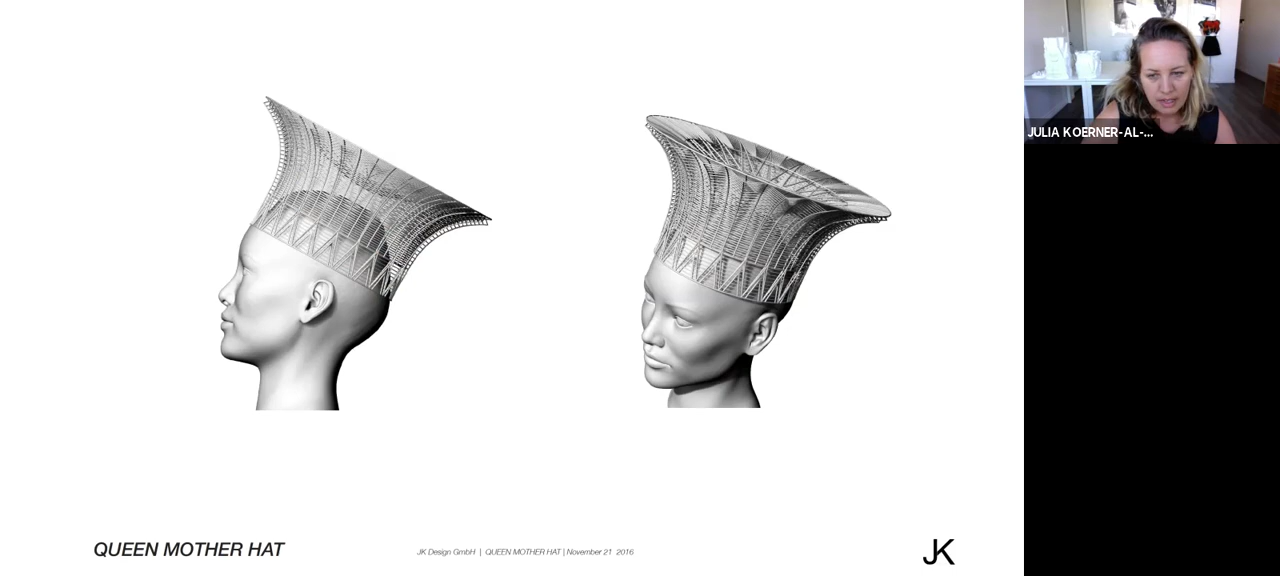 JULIA KOERNER-AL-...
QUEEN MOTHER HAT
JK Design GmbH | QUEEN MOTHER HAT | November 21 2016
JK